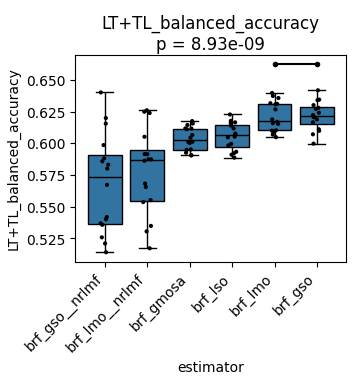 LT+TL_balanced_accuracy
p = 8.93e-09
LT+TL_balanced_accuracy
0.650
0.625
0.600
0.575
0.550
0.525
brf_gso__nrlmf
brf_lmo__nrlmf
brf_gmosa
brf_lso
brf_lmo
brf_gso
estimator